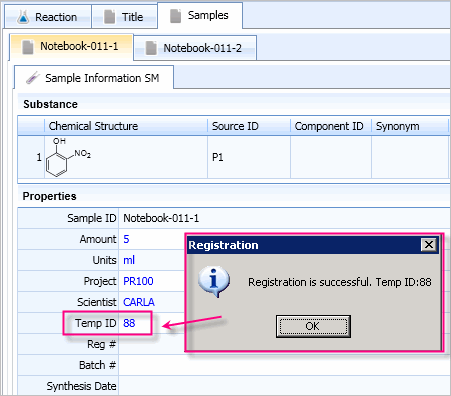 Reaction Title Samples
Notebook-011-1 Notebook-011-2
Sample Information SM
Substance
Chemical Structure Source ID Component ID Synonym
1 OH NO₂ P1
Properties
Sample ID Notebook-011-1
Amount 5
Units ml
Project PR100
Scientist CARLA
Temp ID 88
Reg #
Batch #
Synthesis Date
Registration
Registration is successful. Temp ID:88
OK